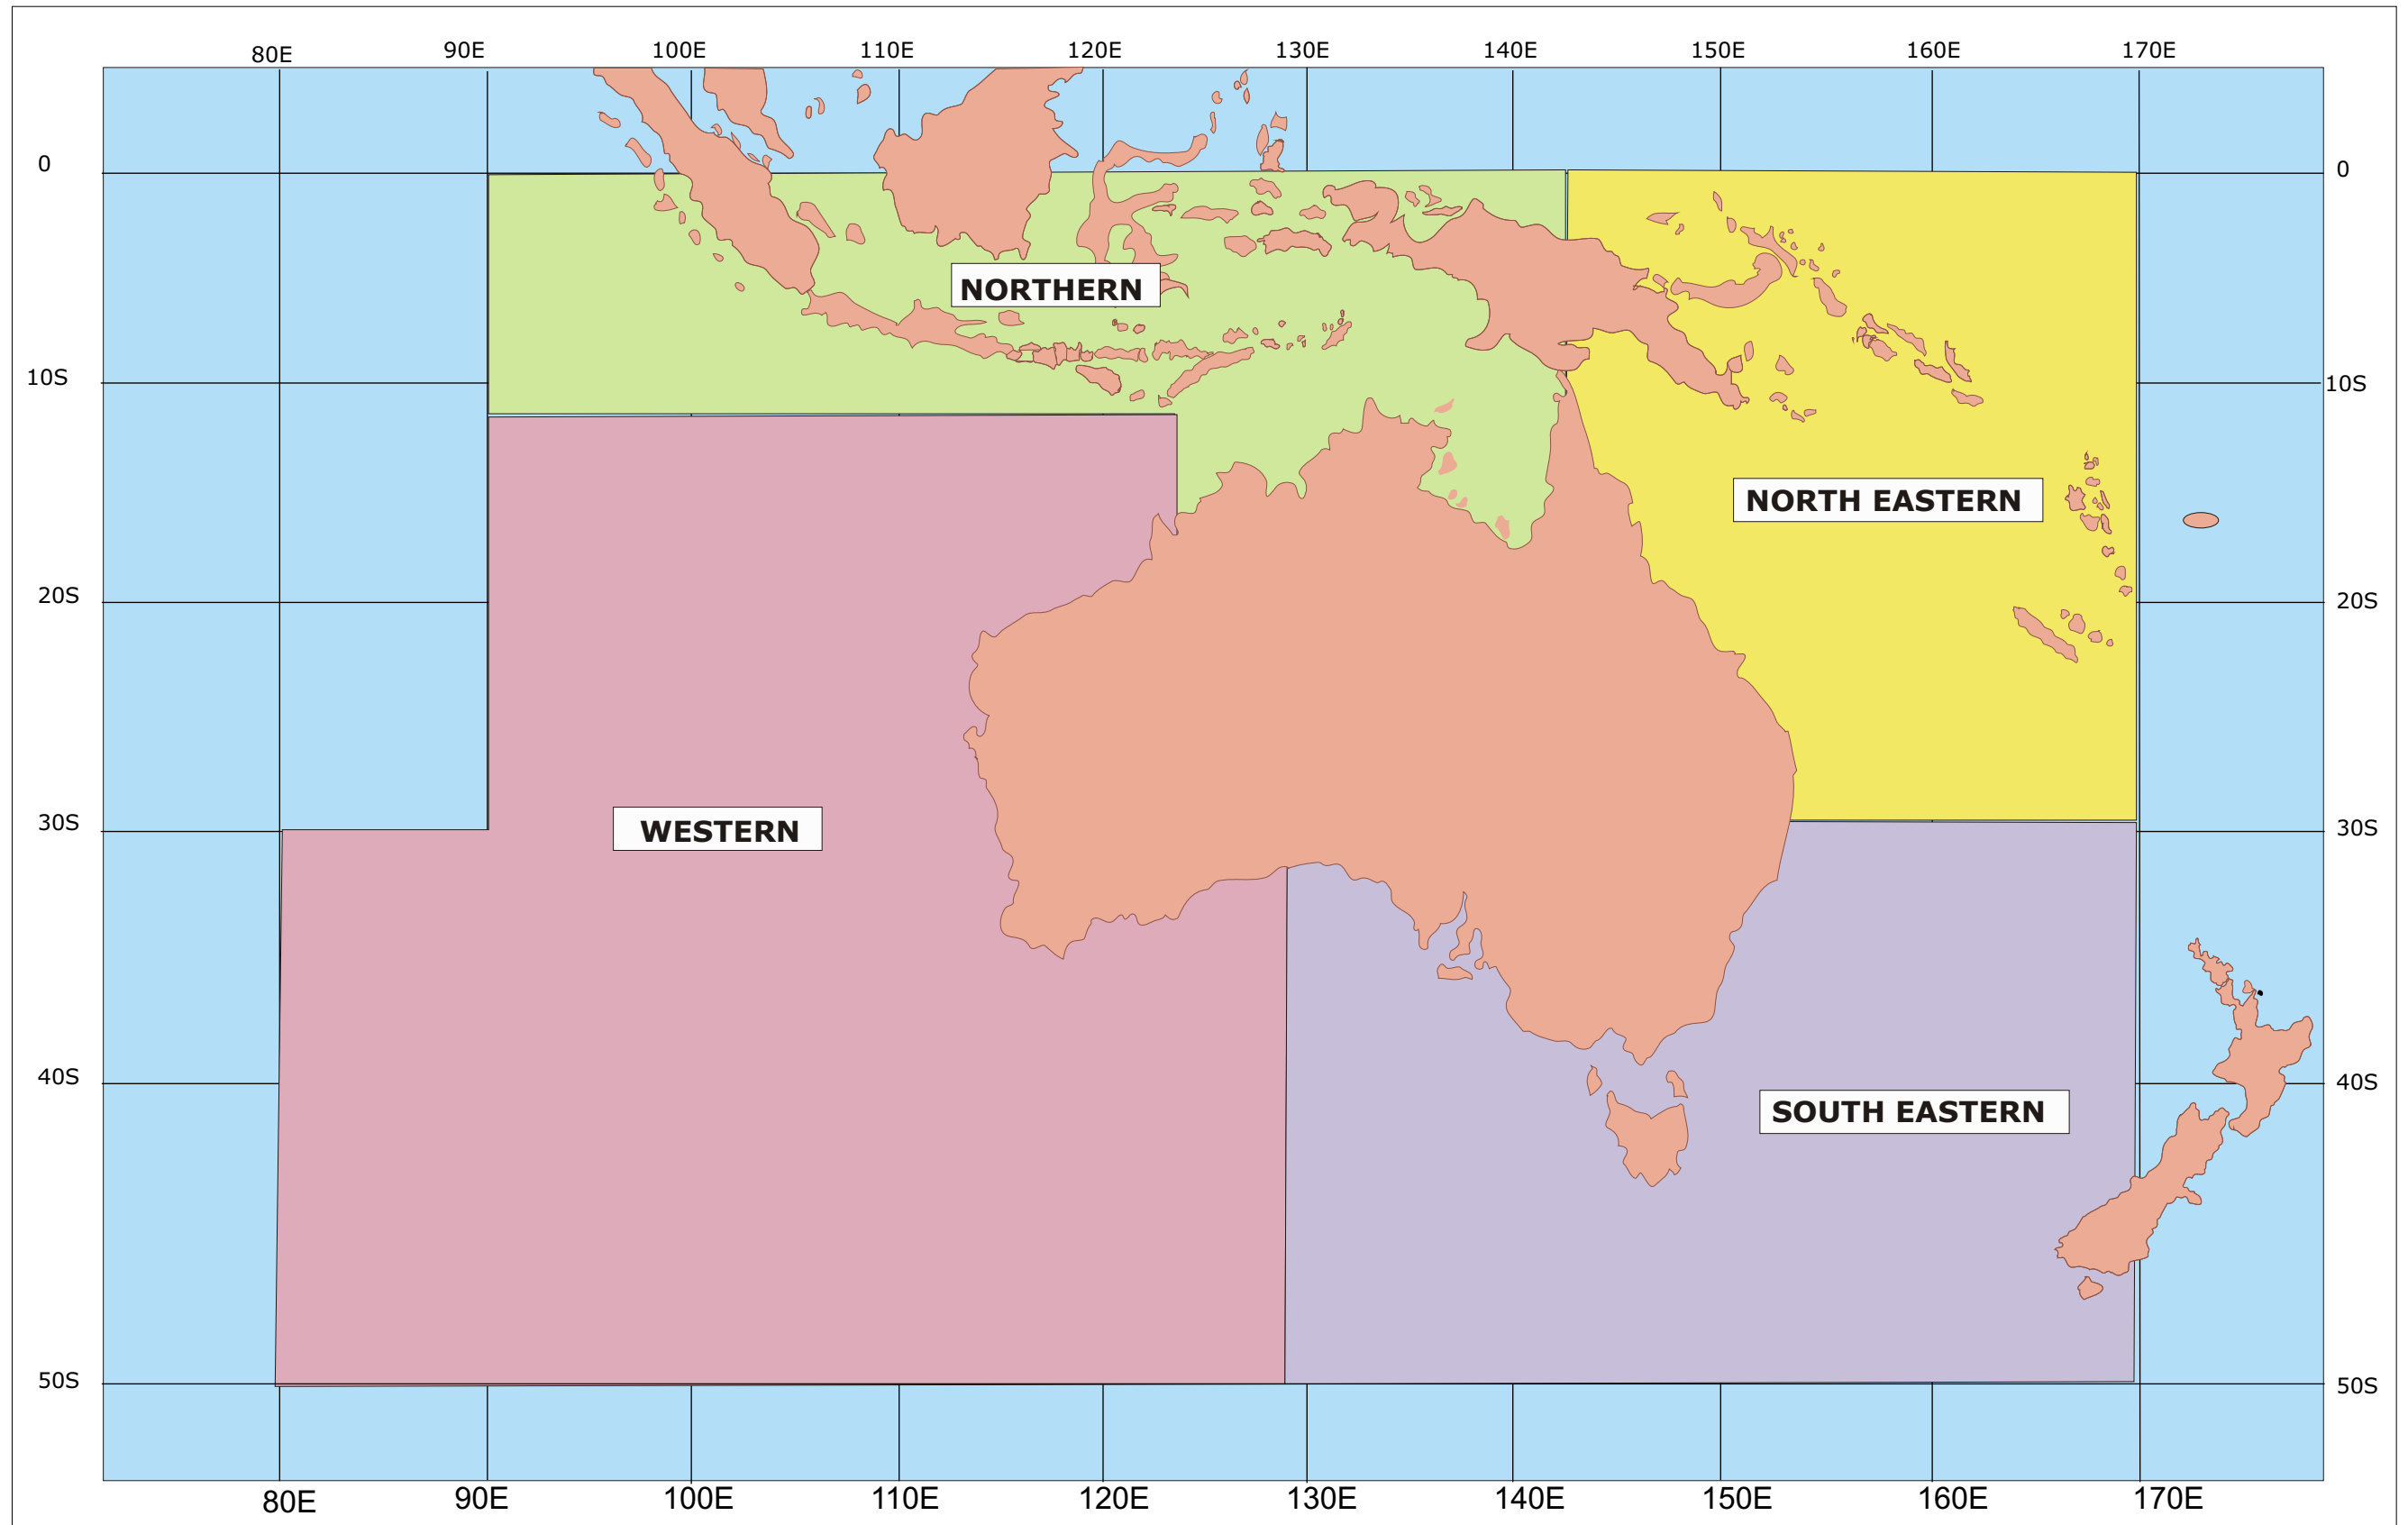 80E 90E 100E 110E 120E 130E 140E 150E 160E 170E
0 0
NORTHERN
10S 10S
NORTH EASTERN
20S 20S
30S WESTERN 30S
40S 40S
SOUTH EASTERN
50S 50S
80E 90E 100E 110E 120E 130E 140E 150E 160E 170E